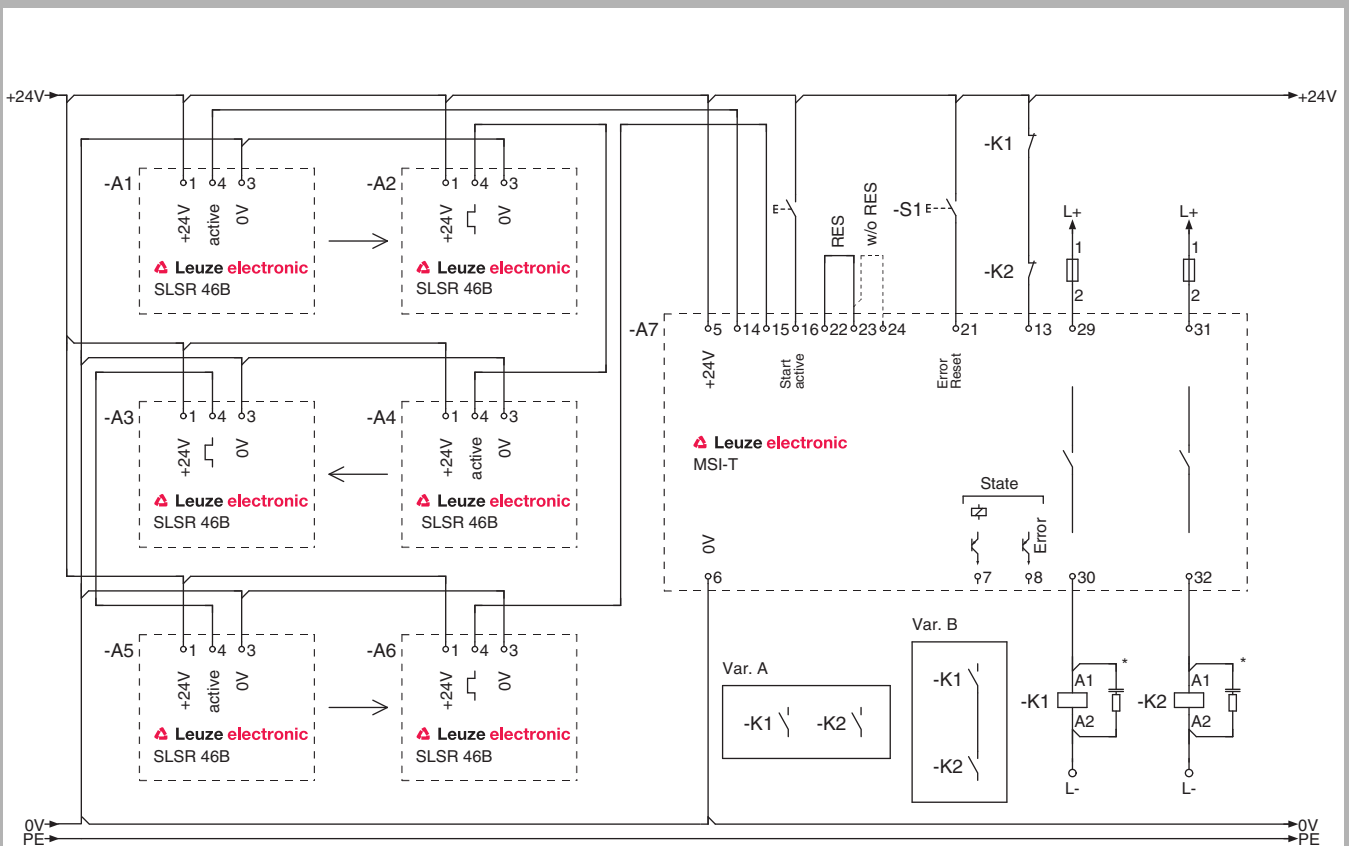 +24V +24V
-A1 1 4 3
+24V active 0V
Leuze electronic
SLSR 46B
-A2 1 4 3
+24V 0V
Leuze electronic
SLSR 46B
-A3 1 4 3
+24V 0V
Leuze electronic
SLSR 46B
-A4 1 4 3
+24V active 0V
Leuze electronic
SLSR 46B
-A5 1 4 3
+24V active 0V
Leuze electronic
SLSR 46B
-A6 1 4 3
+24V 0V
Leuze electronic
SLSR 46B
E
RES
w/o RES
-S1 E
-K1
-K2
L+
1
2
L+
1
2
-A7 5 14 15 16 22 23 24 21 13 29 31
+24V
Start
active
Error
Reset
Leuze electronic
MSI-T
State
Error
0V
6 7 8 30 32
Var. A
-K1 -K2
Var. B
-K1
-K2
*
-K1 A1
A2
L-
*
-K2 A1
A2
L-
0V 0V
PE PE